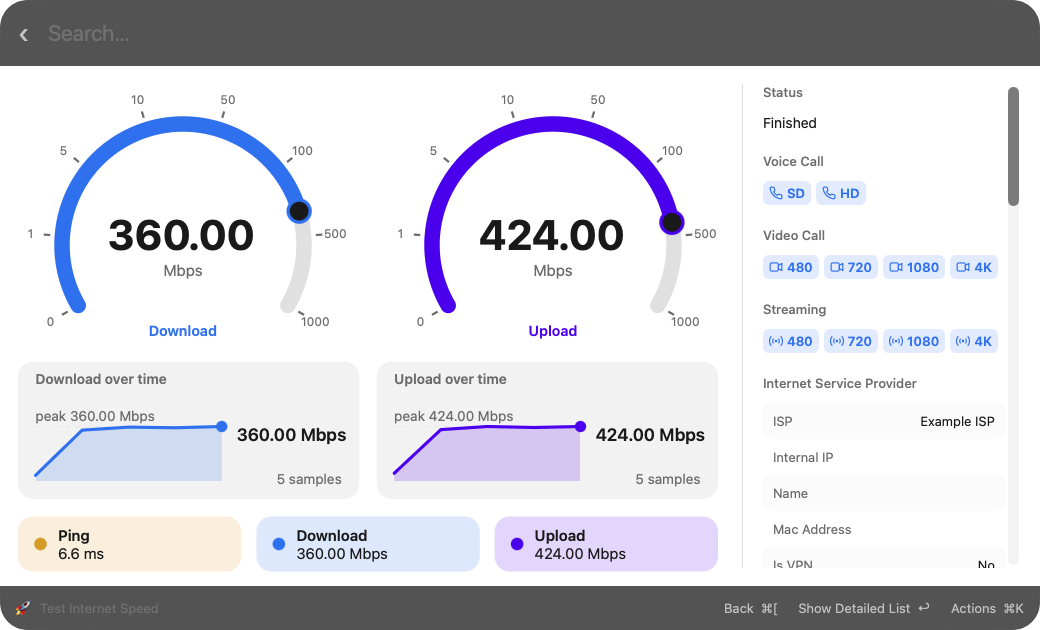 Search...
10
50
5
100
1
500
0
1000
360.00
Mbps
Download
10
50
5
100
1
500
0
1000
424.00
Mbps
Upload
Download over time
peak 360.00 Mbps
360.00 Mbps
5 samples
Upload over time
peak 424.00 Mbps
424.00 Mbps
5 samples
Ping
6.6 ms
Download
360.00 Mbps
Upload
424.00 Mbps
Status
Finished
Voice Call
SD HD
Video Call
480 720 1080 4K
Streaming
480 720 1080 4K
Internet Service Provider
ISP Example ISP
Internal IP
Name
Mac Address
Is VPN No
Test Internet Speed
Back ⌘[ Show Detailed List ↩ Actions ⌘K